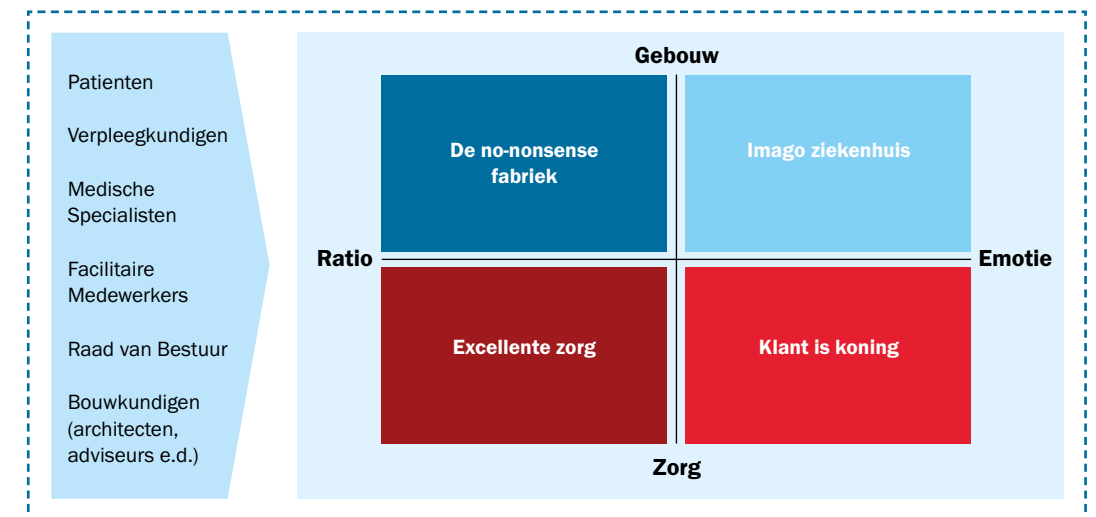 Patienten
Verpleegkundigen
Medische
Specialisten
Facilitaire
Medewerkers
Raad van Bestuur
Bouwkundigen
(architecten,
adviseurs e.d.)
Gebouw
De no-nonsense
fabriek
Imago ziekenhuis
Ratio
Emotie
Excellente zorg
Klant is koning
Zorg